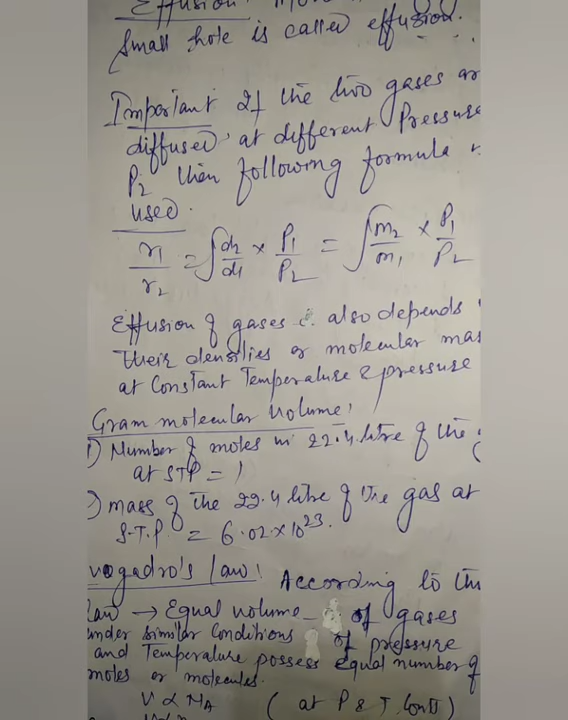 Effusion:
Small hole is called effusion.
Important If the two gases ar
diffused at different Pressure
P2 then following formula
used.
r1/r2 = √d2/d1 × P1/P2 = √m2/m1 × P1/P2
Effusion of gases is also depends
their densities or molecular mas
at Constant Temperature & pressure
Gram molecular Volume:
1) Number of moles in 22.4 litre of the
at STP = 1
2) mass of the 22.4 litre of the gas at
S.T.P. = 6.02×10^23.
vogadro's law: According to the
law → Equal volume of gases
under similar Conditions of pressure
and Temperature possess equal number of
moles or molecules.
V ∝ NA (at P & T Cont)